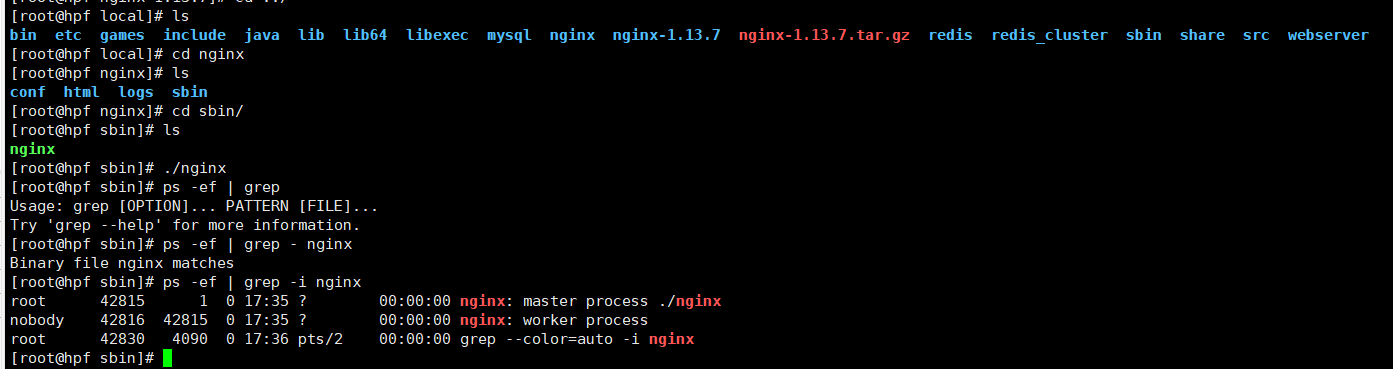 [root@hpf nginx-1.13.7]# cd ../
[root@hpf local]# ls
bin  etc  games  include  java  lib  lib64  libexec  mysql  nginx  nginx-1.13.7  nginx-1.13.7.tar.gz  redis  redis_cluster  sbin  share  src  webserver
[root@hpf local]# cd nginx
[root@hpf nginx]# ls
conf  html  logs  sbin
[root@hpf nginx]# cd sbin/
[root@hpf sbin]# ls
nginx
[root@hpf sbin]# ./nginx
[root@hpf sbin]# ps -ef | grep
Usage: grep [OPTION]... PATTERN [FILE]...
Try 'grep --help' for more information.
[root@hpf sbin]# ps -ef | grep - nginx
Binary file nginx matches
[root@hpf sbin]# ps -ef | grep -i nginx
root      42815      1  0 17:35 ?        00:00:00 nginx: master process ./nginx
nobody    42816  42815  0 17:35 ?        00:00:00 nginx: worker process
root      42830   4090  0 17:36 pts/2    00:00:00 grep --color=auto -i nginx
[root@hpf sbin]#